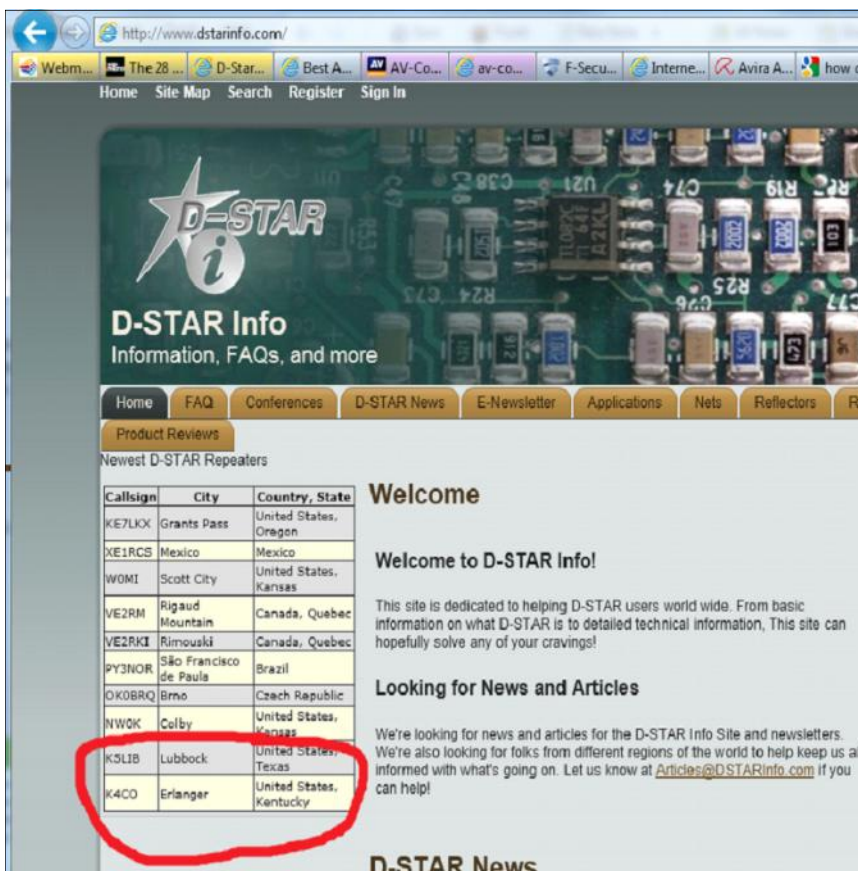 http://www.dstarinfo.com/
Webm... The 28 ... D-Star... Best A... AV-Co... av-co... F-Secu... Interne... Avira A... how
Home Site Map Search Register Sign In
D-STAR
i
D-STAR Info
Information, FAQs, and more
Home FAQ Conferences D-STAR News E-Newsletter Applications Nets Reflectors
Product Reviews
Newest D-STAR Repeaters
Callsign City Country, State
KE7LKX Grants Pass United States,
Oregon
XE1RCS Mexico Mexico
W0MI Scott City United States,
Kansas
VE2RM Rigaud
Mountain Canada, Quebec
VE2RKI Rimouski Canada, Quebec
PY3NOR São Francisco
de Paula Brazil
OK0BRQ Brno Czech Republic
NW0K Colby United States,
Kansas
K5LIB Lubbock United States,
Texas
K4CO Erlanger United States,
Kentucky
Welcome
Welcome to D-STAR Info!
This site is dedicated to helping D-STAR users world wide. From basic
information on what D-STAR is to detailed technical information, This site can
hopefully solve any of your cravings!
Looking for News and Articles
We're looking for news and articles for the D-STAR Info Site and newsletters.
We're also looking for folks from different regions of the world to help keep us a
informed with what's going on. Let us know at Articles@DSTARInfo.com if you
can help!
D-STAR News